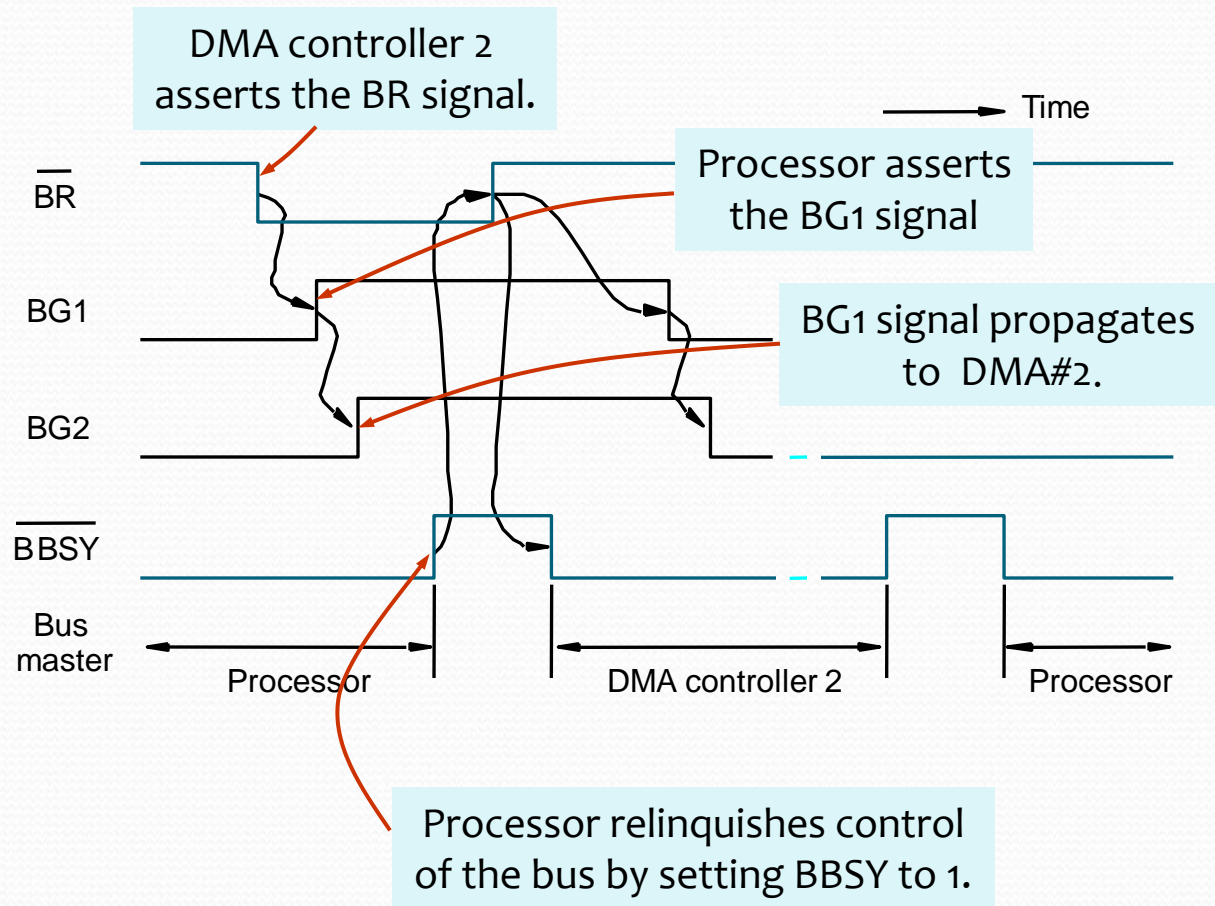 DMA controller 2
asserts the BR signal.
Time
BR
Processor asserts
the BG1 signal
BG1
BG1 signal propagates
to DMA#2.
BG2
BBSY
Bus
master
Processor
DMA controller 2
Processor
Processor relinquishes control
of the bus by setting BBSY to 1.